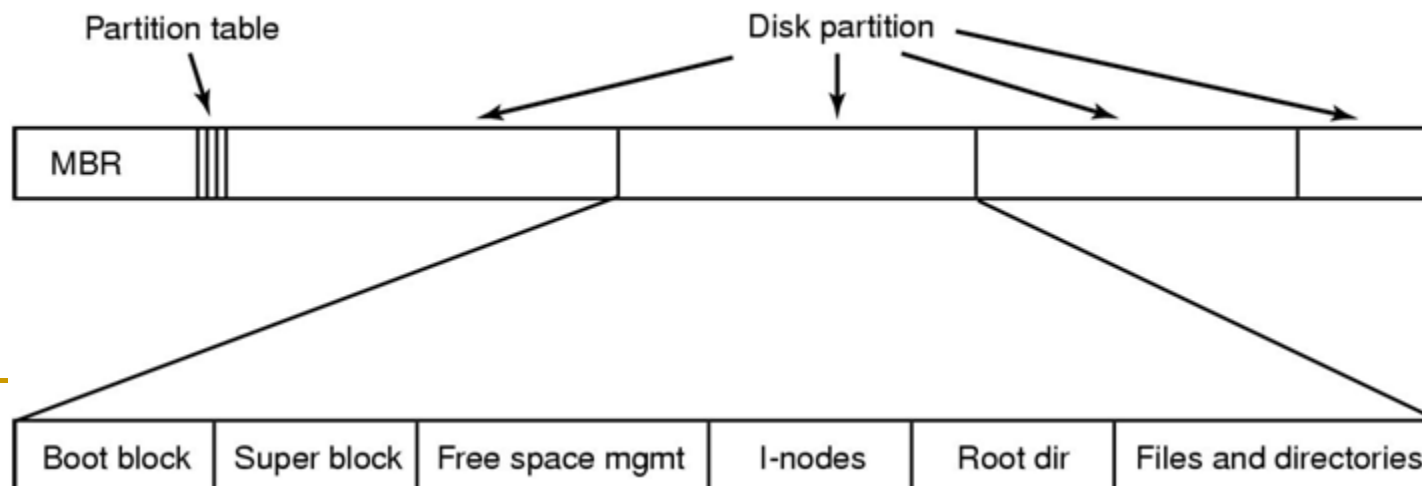 Partition table
Disk partition
MBR
Boot block
Super block
Free space mgmt
I-nodes
Root dir
Files and directories